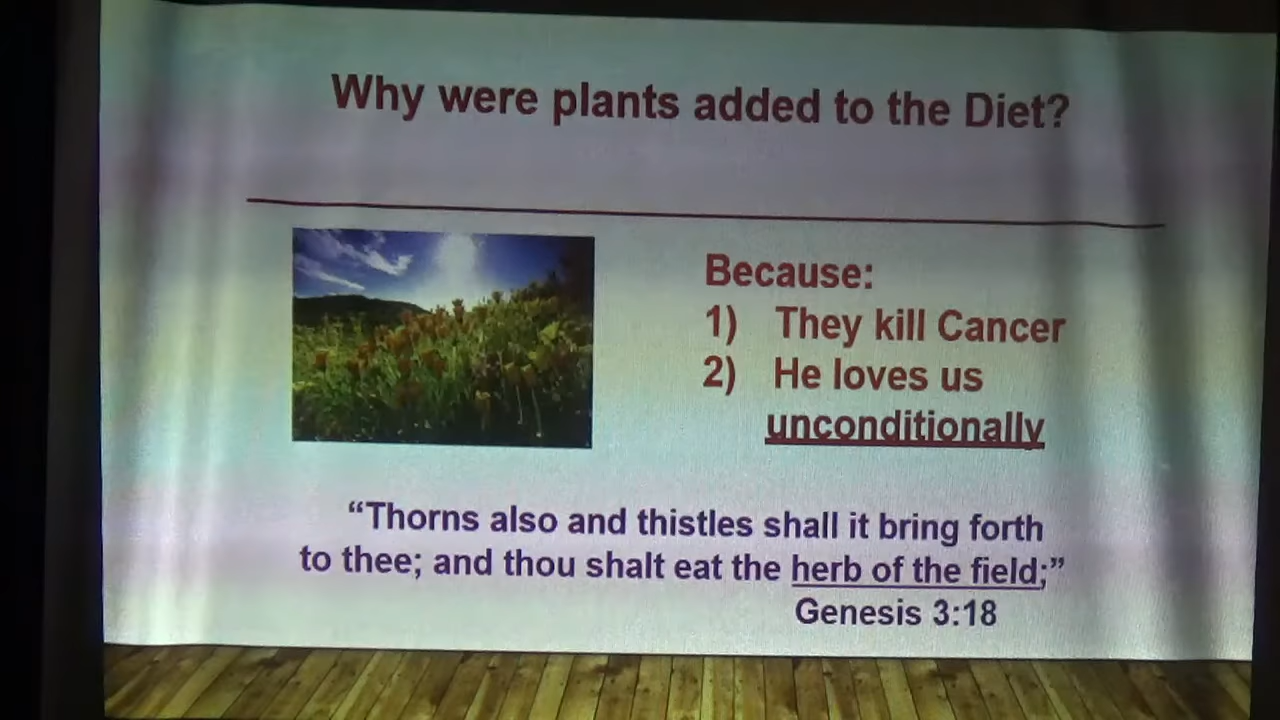 Why were plants added to the Diet?
Because:
1) They kill Cancer
2) He loves us
unconditionally
“Thorns also and thistles shall it bring forth
to thee; and thou shalt eat the herb of the field;”
Genesis 3:18